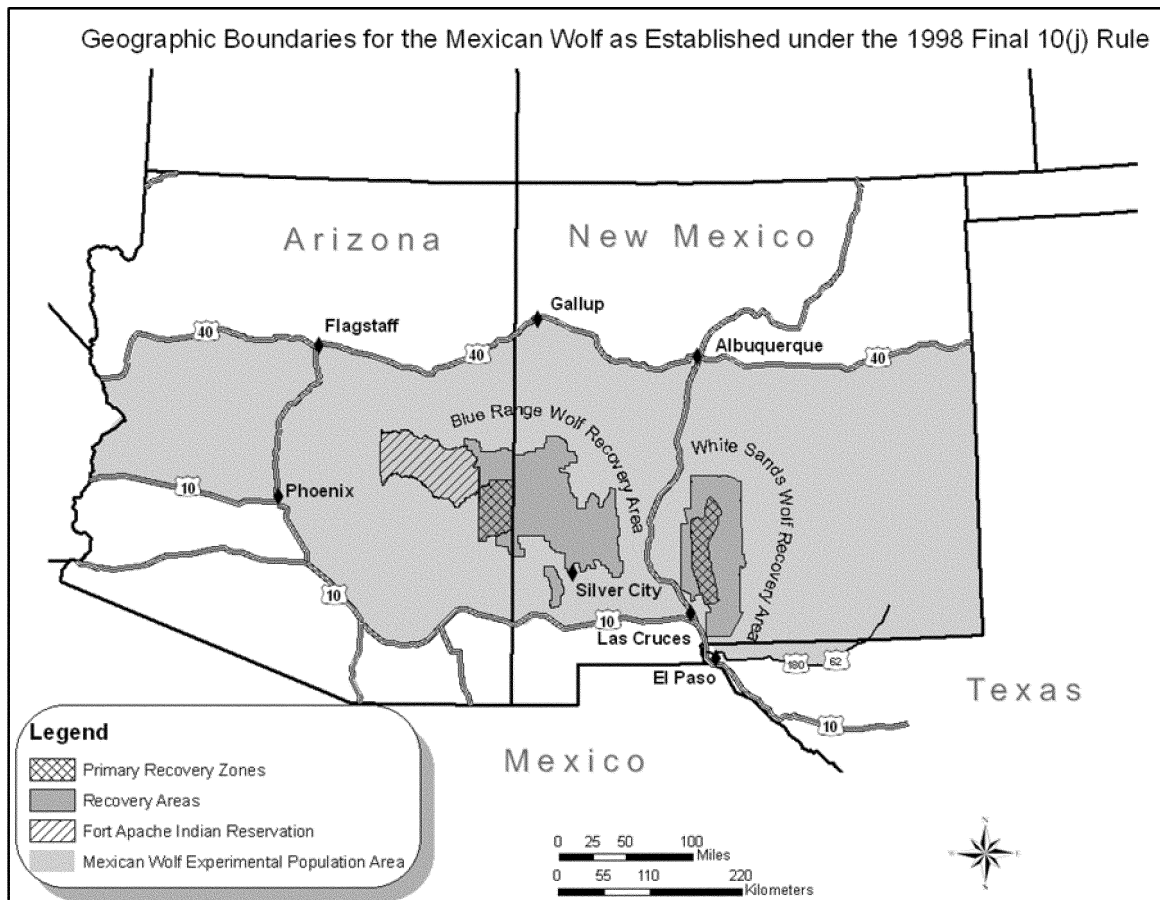 Geographic Boundaries for the Mexican Wolf as Established under the 1998 Final 10(j) Rule
Arizona
New Mexico
Gallup
Flagstaff
40
40
Albuquerque
40
Blue Range Wolf Recovery Area
White Sands Wolf Recovery Area
10
Phoenix
Silver City
10
10
Las Cruces
180
62
El Paso
Texas
10
Mexico
Legend
Primary Recovery Zones
Recovery Areas
Fort Apache Indian Reservation
Mexican Wolf Experimental Population Area
0 25 50 100
Miles
0 55 110 220
Kilometers
N
W E
S